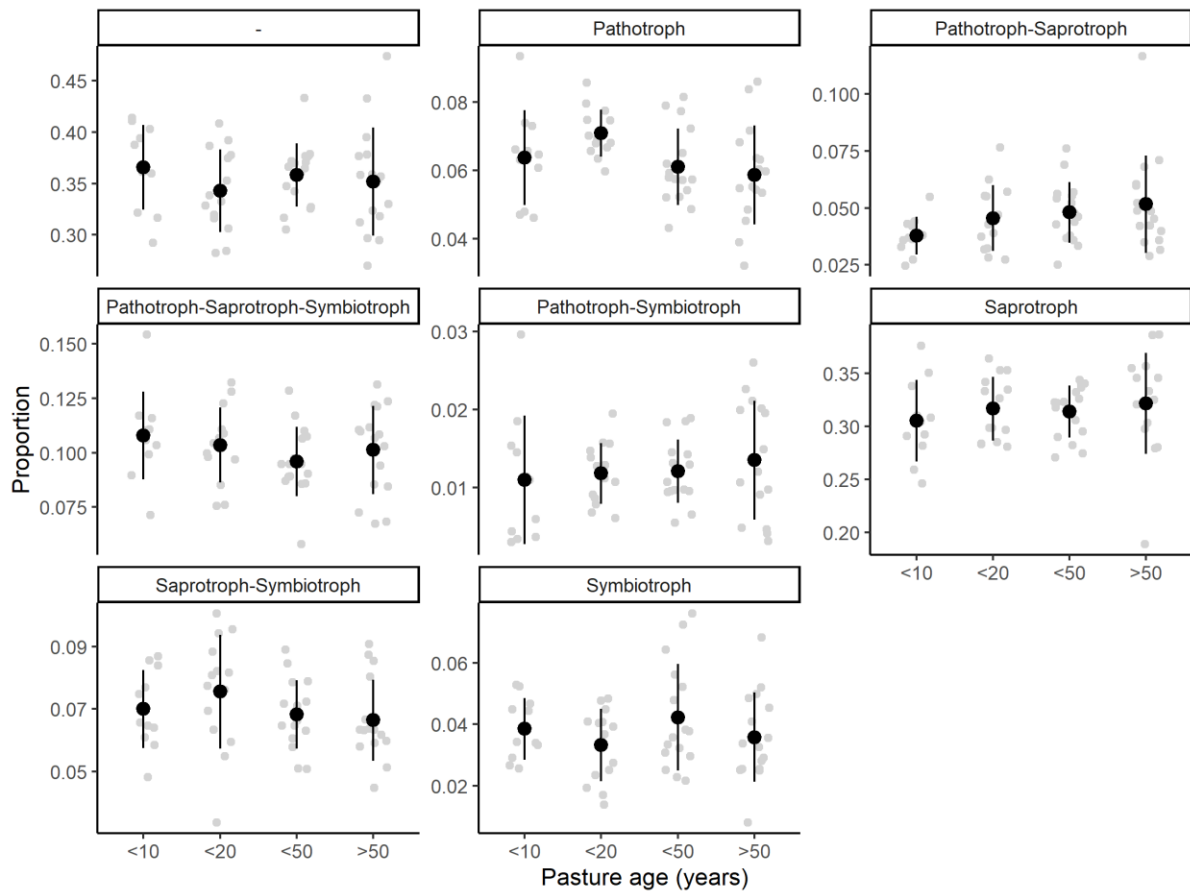 -
Pathotroph
Pathotroph-Saprotroph
0.45
0.40
0.35
0.30
0.08
0.06
0.04
0.100
0.075
0.050
0.025
Pathotroph-Saprotroph-Symbiotroph
Pathotroph-Symbiotroph
Saprotroph
0.150
0.125
0.100
0.075
0.03
0.02
0.01
0.35
0.30
0.25
0.20
<10 <20 <50 >50
Saprotroph-Symbiotroph
Symbiotroph
0.09
0.07
0.05
0.06
0.04
0.02
<10 <20 <50 >50
<10 <20 <50 >50
Proportion
Pasture age (years)